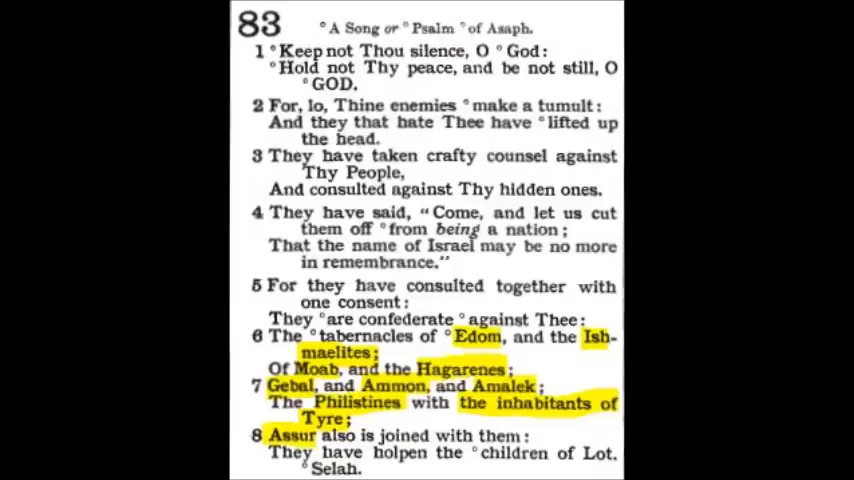 83 °A Song or °Psalm °of Asaph.
1 °Keep not Thou silence, O °God:
°Hold not Thy peace, and be not still, O
°GOD.
2 For, lo, Thine enemies °make a tumult:
And they that hate Thee have °lifted up
the head.
3 They have taken crafty counsel against
Thy People,
And consulted against Thy hidden ones.
4 They have said, “Come, and let us cut
them off °from being a nation;
That the name of Israel may be no more
in remembrance.”
5 For they have consulted together with
one consent:
They °are confederate °against Thee:
6 The °tabernacles of °Edom, and the Ish-
maelites;
Of Moab, and the Hagarenes;
7 Gebal, and Ammon, and Amalek;
The Philistines with the inhabitants of
Tyre;
8 Assur also is joined with them:
They have holpen the °children of Lot.
°Selah.